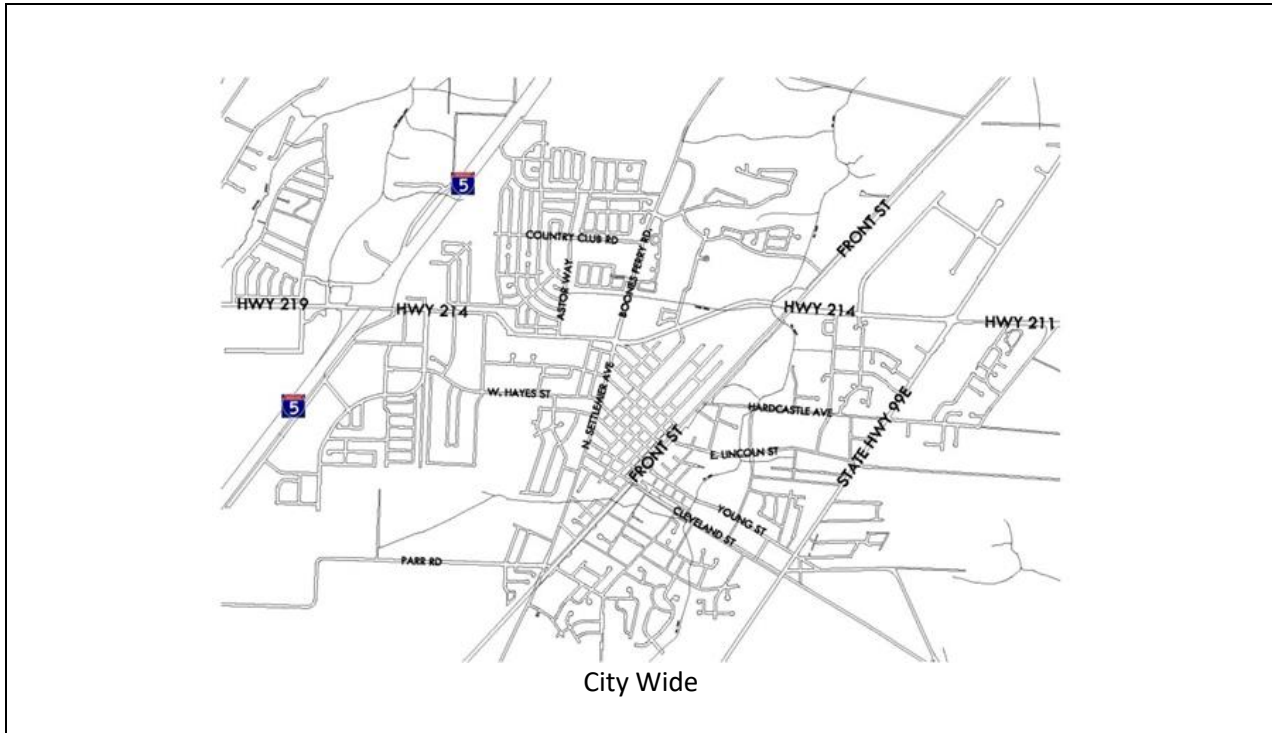 5
COUNTRY CLUB RD
FRONT ST
BOONES FERRY RD.
ASTOR WAY
HWY 219
HWY 214
HWY 214
HWY 211
5
W. HAYES ST
N. SETTLEMIER AVE
HARDCASTLE AVE
STATE HWY 99E
FRONT ST
E. LINCOLN ST
YOUNG ST
CLEVELAND ST
PARR RD
City Wide